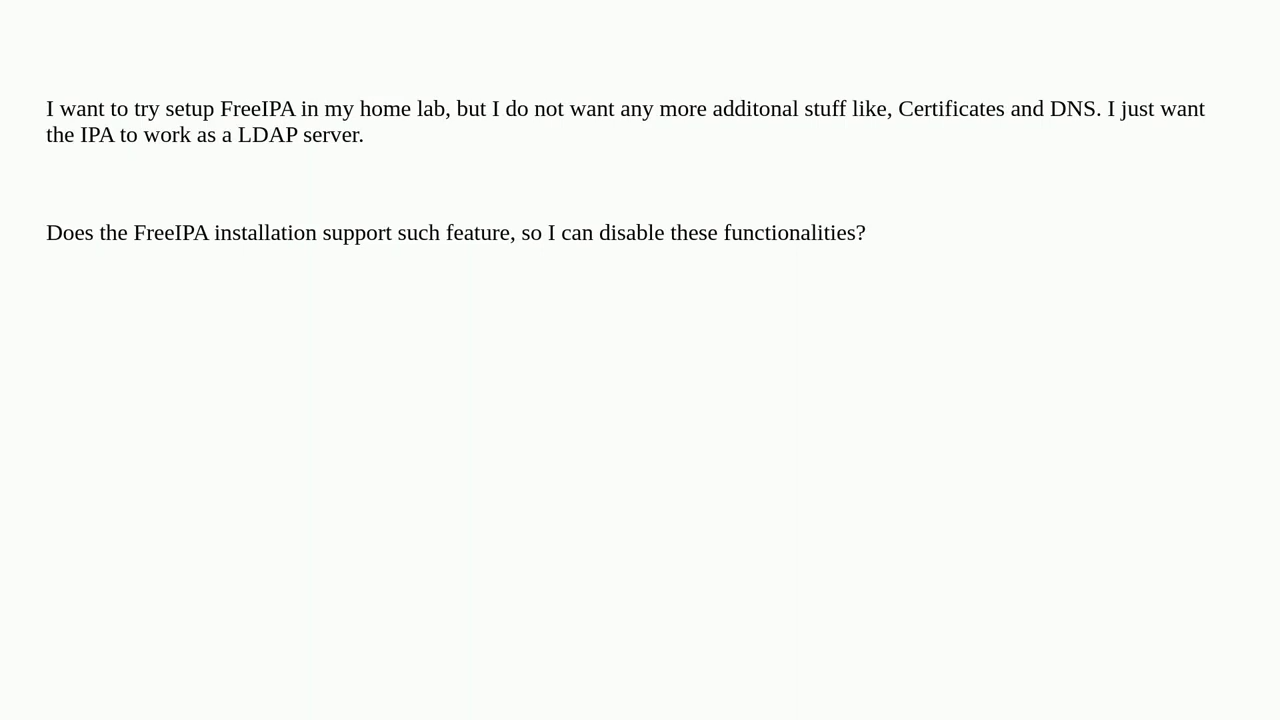 I want to try setup FreeIPA in my home lab, but I do not want any more additonal stuff like, Certificates and DNS. I just want
the IPA to work as a LDAP server.
Does the FreeIPA installation support such feature, so I can disable these functionalities?